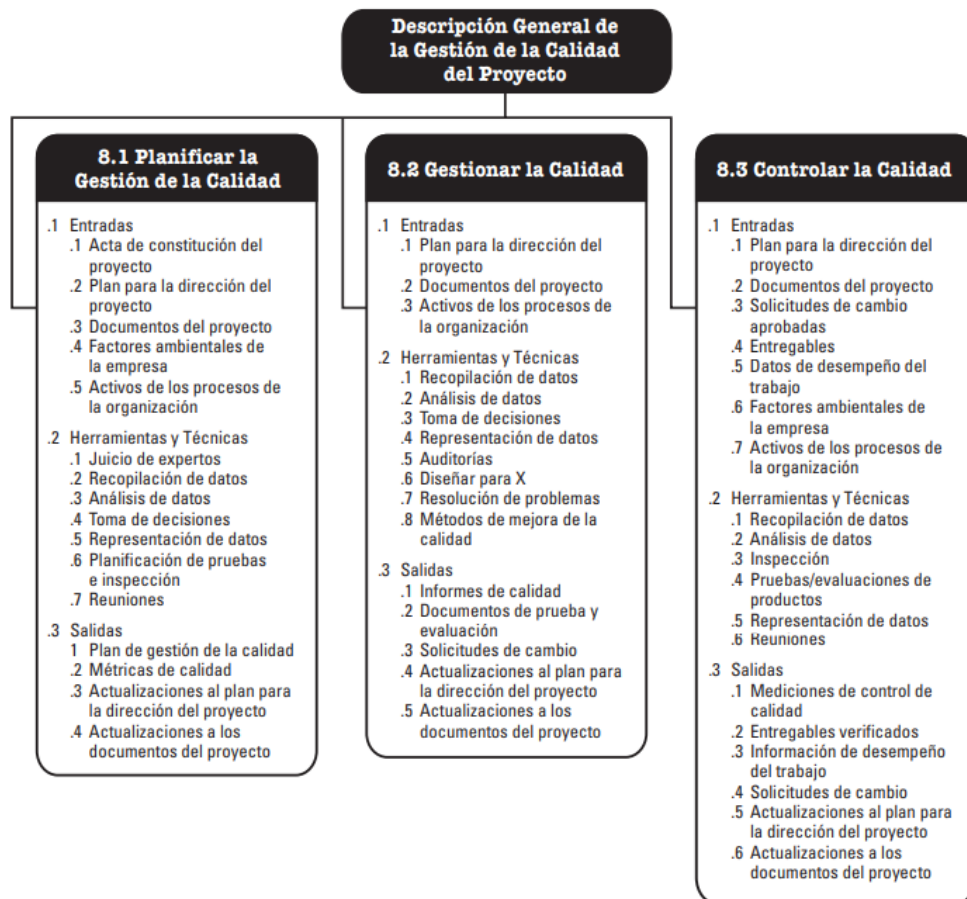 Descripción General de
la Gestión de la Calidad
del Proyecto
8.1 Planificar la
Gestión de la Calidad
.1 Entradas
.1 Acta de constitución del
proyecto
.2 Plan para la dirección del
proyecto
.3 Documentos del proyecto
.4 Factores ambientales de
la empresa
.5 Activos de los procesos de
la organización
.2 Herramientas y Técnicas
.1 Juicio de expertos
.2 Recopilación de datos
.3 Análisis de datos
.4 Toma de decisiones
.5 Representación de datos
.6 Planificación de pruebas
e inspección
.7 Reuniones
.3 Salidas
1 Plan de gestión de la calidad
.2 Métricas de calidad
.3 Actualizaciones al plan para
la dirección del proyecto
.4 Actualizaciones a los
documentos del proyecto
8.2 Gestionar la Calidad
.1 Entradas
.1 Plan para la dirección del
proyecto
.2 Documentos del proyecto
.3 Activos de los procesos de
la organización
.2 Herramientas y Técnicas
.1 Recopilación de datos
.2 Análisis de datos
.3 Toma de decisiones
.4 Representación de datos
.5 Auditorías
.6 Diseñar para X
.7 Resolución de problemas
.8 Métodos de mejora de la
calidad
.3 Salidas
.1 Informes de calidad
.2 Documentos de prueba y
evaluación
.3 Solicitudes de cambio
.4 Actualizaciones al plan para
la dirección del proyecto
.5 Actualizaciones a los
documentos del proyecto
8.3 Controlar la Calidad
.1 Entradas
.1 Plan para la dirección del
proyecto
.2 Documentos del proyecto
.3 Solicitudes de cambio
aprobadas
.4 Entregables
.5 Datos de desempeño del
trabajo
.6 Factores ambientales de
la empresa
.7 Activos de los procesos de
la organización
.2 Herramientas y Técnicas
.1 Recopilación de datos
.2 Análisis de datos
.3 Inspección
.4 Pruebas/evaluaciones de
productos
.5 Representación de datos
.6 Reuniones
.3 Salidas
.1 Mediciones de control de
calidad
.2 Entregables verificados
.3 Información de desempeño
del trabajo
.4 Solicitudes de cambio
.5 Actualizaciones al plan para
la dirección del proyecto
.6 Actualizaciones a los
documentos del proyecto